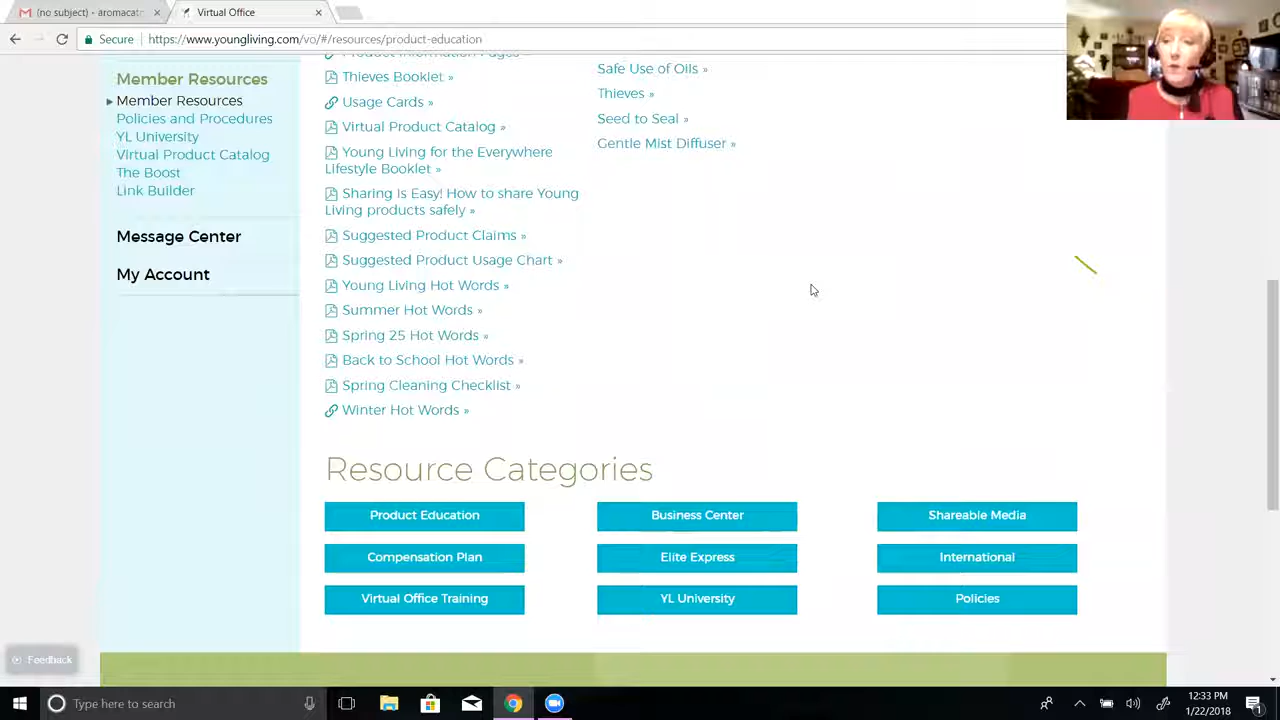 (no subject) - aromacat
Virtual Office
Secure
https://www.youngliving.com/vo/#/resources/product-education
Member Resources
Member Resources
Policies and Procedures
YL University
Virtual Product Catalog
The Boost
Link Builder
Message Center
My Account
Product Information Pages
Thieves Booklet »
Usage Cards »
Virtual Product Catalog »
Young Living for the Everywhere
Lifestyle Booklet »
Sharing is Easy! How to share Young
Living products safely »
Suggested Product Claims »
Suggested Product Usage Chart »
Young Living Hot Words »
Summer Hot Words »
Spring 25 Hot Words »
Back to School Hot Words »
Spring Cleaning Checklist »
Winter Hot Words »
Safe Use of Oils »
Thieves »
Seed to Seal »
Gentle Mist Diffuser »
Resource Categories
Product Education
Business Center
Shareable Media
Compensation Plan
Elite Express
International
Virtual Office Training
YL University
Policies
Feedback
Type here to search
12:33 PM
1/22/2018